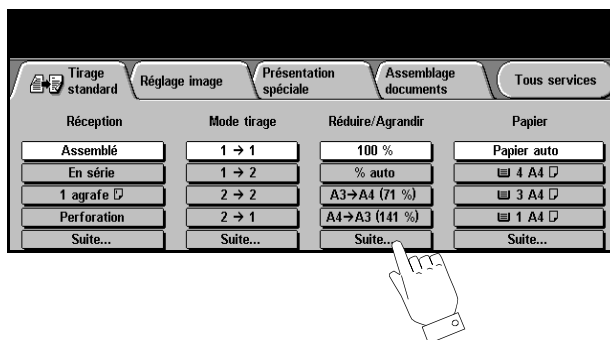 Tirage standard
Réglage image
Présentation spéciale
Assemblage documents
Tous services
Réception
Mode tirage
Réduire/Agrandir
Papier
Assemblé
1 → 1
100 %
Papier auto
En série
1 → 2
% auto
4 A4
1 agrafe
2 → 2
A3→A4 (71 %)
3 A4
Perforation
2 → 1
A4→A3 (141 %)
1 A4
Suite...
Suite...
Suite...
Suite...